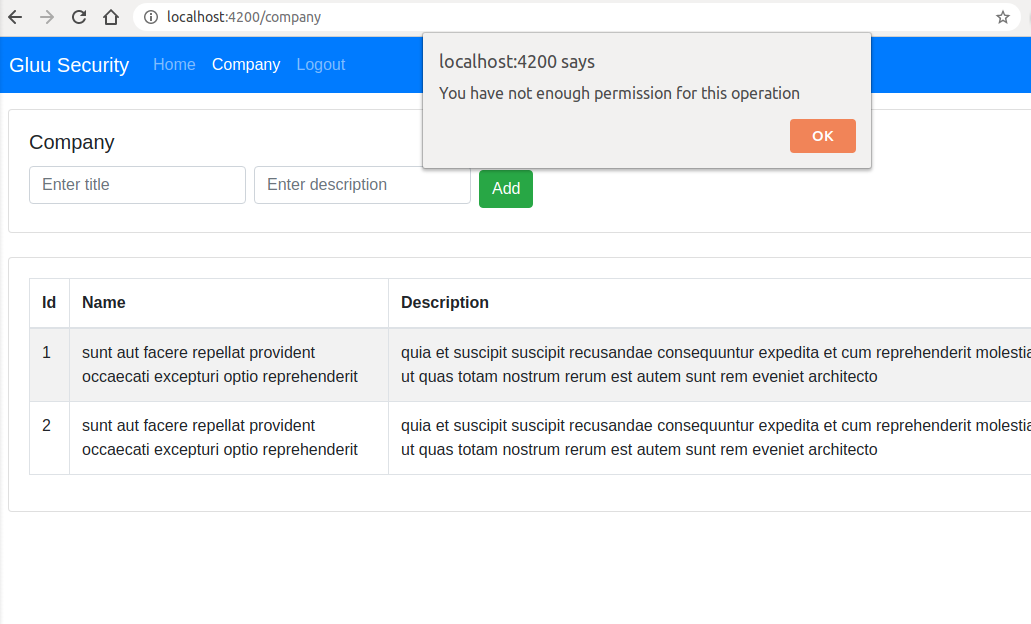 localhost:4200/company
Gluu Security Home Company Logout
localhost:4200 says
You have not enough permission for this operation
OK
Company
Enter title Enter description Add
Id Name Description
1 sunt aut facere repellat provident quia et suscipit suscipit recusandae consequuntur expedita et cum reprehenderit
occaecati excepturi optio reprehenderit ut quas totam nostrum rerum est autem sunt rem eveniet architecto
2 sunt aut facere repellat provident quia et suscipit suscipit recusandae consequuntur expedita et cum reprehenderit
occaecati excepturi optio reprehenderit ut quas totam nostrum rerum est autem sunt rem eveniet architecto